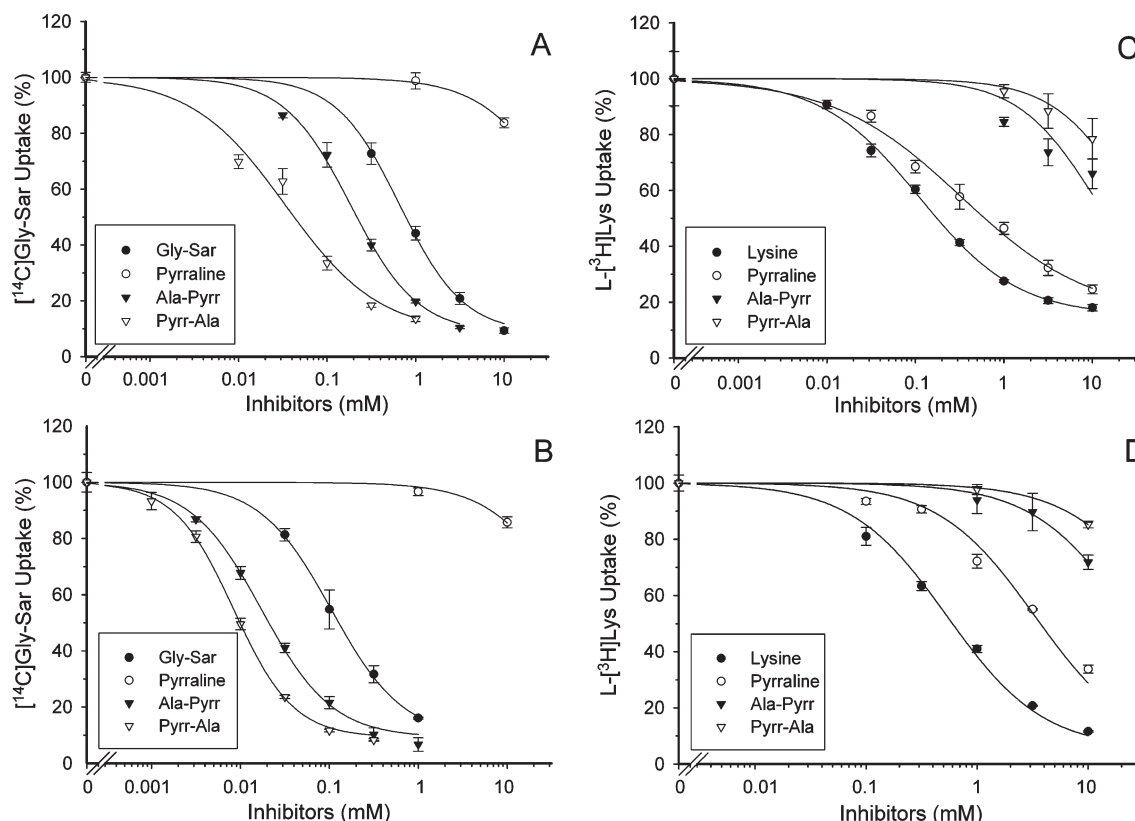 A
[¹⁴C]Gly-Sar Uptake (%)
120
100
80
60
40
20
0
Gly-Sar
Pyrraline
Ala-Pyrr
Pyrr-Ala
0 0.001 0.01 0.1 1 10
Inhibitors (mM)
C
L-[³H]Lys Uptake (%)
120
100
80
60
40
20
0
Lysine
Pyrraline
Ala-Pyrr
Pyrr-Ala
0 0.001 0.01 0.1 1 10
Inhibitors (mM)
B
[¹⁴C]Gly-Sar Uptake (%)
120
100
80
60
40
20
0
Gly-Sar
Pyrraline
Ala-Pyrr
Pyrr-Ala
0 0.001 0.01 0.1 1 10
Inhibitors (mM)
D
L-[³H]Lys Uptake (%)
120
100
80
60
40
20
0
Lysine
Pyrraline
Ala-Pyrr
Pyrr-Ala
0 0.01 0.1 1 10
Inhibitors (mM)